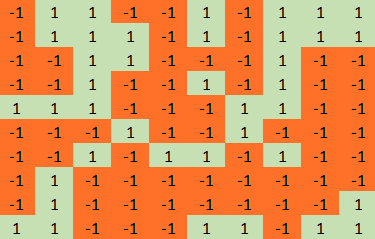 -1 1 1 -1 -1 1 -1 1 1 1
-1 1 1 1 -1 1 -1 1 1 1
-1 -1 1 1 -1 -1 -1 1 -1 -1
-1 -1 1 -1 -1 1 -1 1 -1 -1
1 1 1 -1 -1 -1 1 1 -1 -1
-1 -1 -1 1 -1 -1 1 -1 -1 -1
-1 -1 1 -1 1 1 -1 1 -1 -1
-1 1 -1 -1 -1 -1 -1 -1 -1 -1
-1 1 -1 -1 -1 -1 -1 -1 -1 1
1 1 -1 -1 -1 1 1 -1 1 1